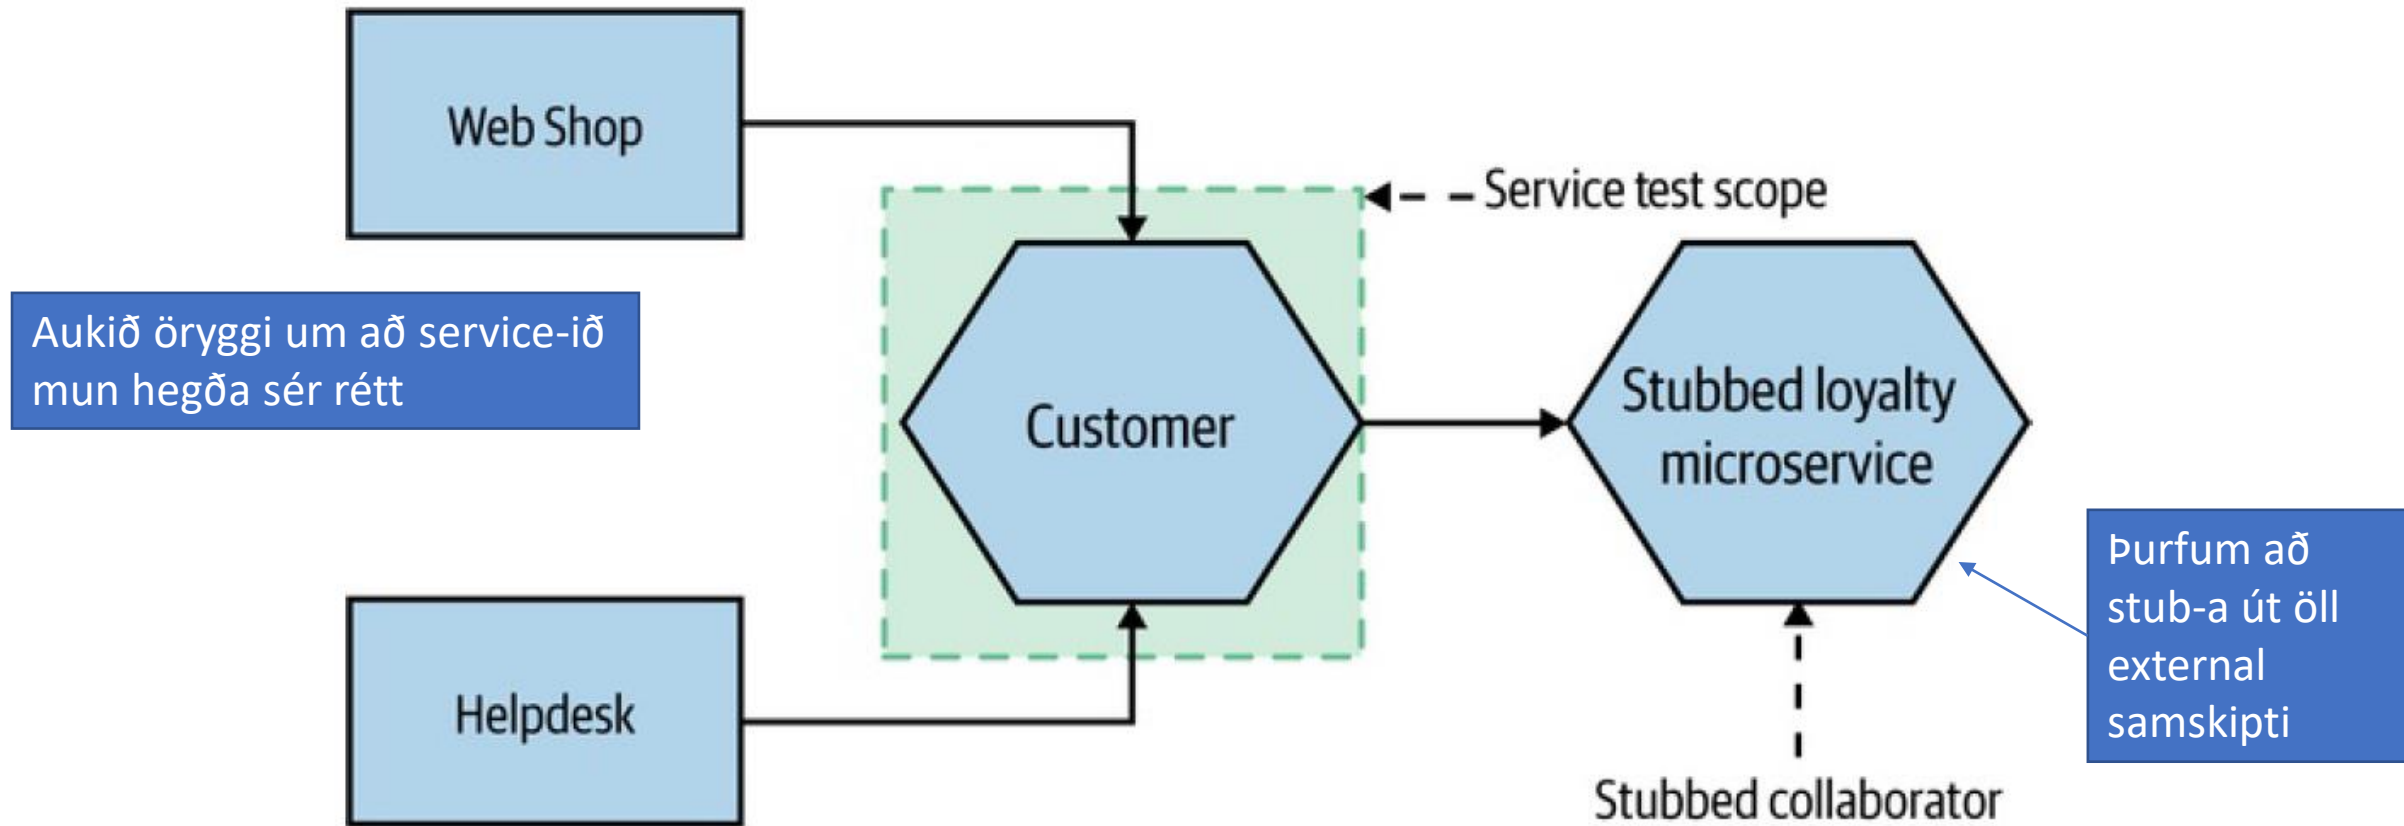 Web Shop
Service test scope
Aukið öryggi um að service-ið
mun hegða sér rétt
Customer
Stubbed loyalty
microservice
Þurfum að
stub-a út öll
external
samskipti
Helpdesk
Stubbed collaborator